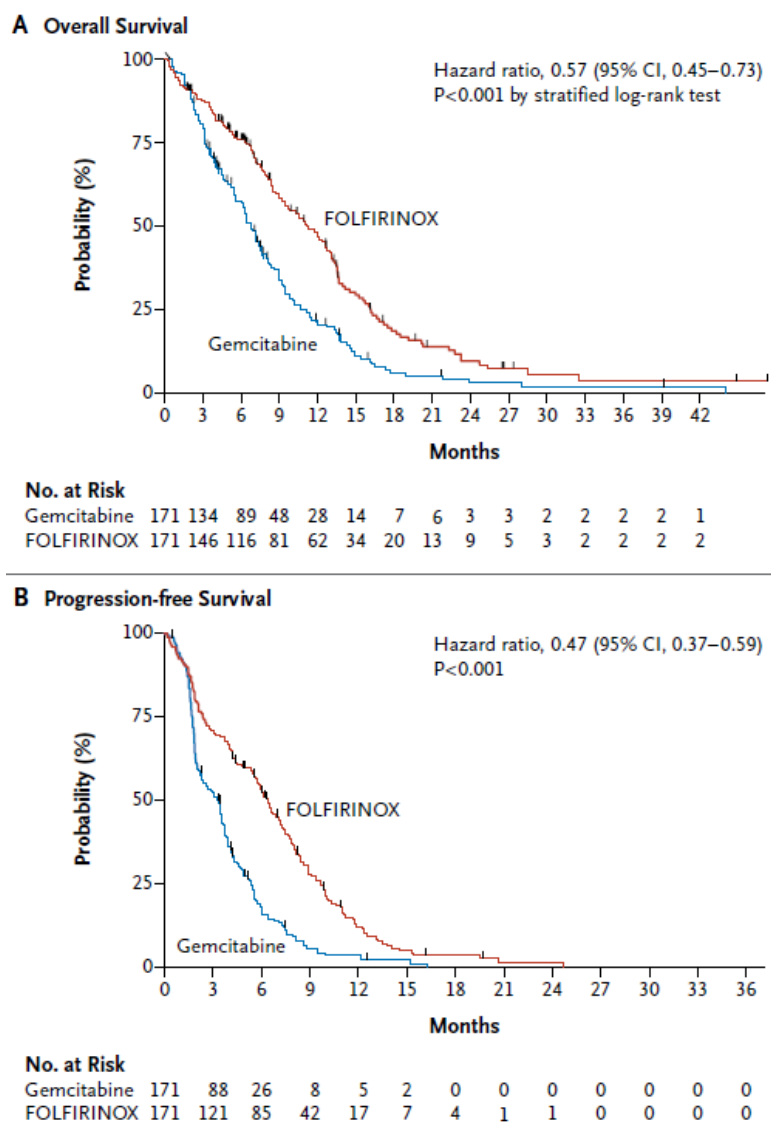 A Overall Survival
100
75
50
25
0
Probability (%)
Hazard ratio, 0.57 (95% CI, 0.45–0.73)
P<0.001 by stratified log-rank test
FOLFIRINOX
Gemcitabine
0 3 6 9 12 15 18 21 24 27 30 33 36 39 42
Months
No. at Risk
Gemcitabine 171 134 89 48 28 14 7 6 3 3 2 2 2 2 1
FOLFIRINOX 171 146 116 81 62 34 20 13 9 5 3 2 2 2 2
B Progression-free Survival
100
75
50
25
0
Probability (%)
Hazard ratio, 0.47 (95% CI, 0.37–0.59)
P<0.001
FOLFIRINOX
Gemcitabine
0 3 6 9 12 15 18 21 24 27 30 33 36
Months
No. at Risk
Gemcitabine 171 88 26 8 5 2 0 0 0 0 0 0 0
FOLFIRINOX 171 121 85 42 17 7 4 1 1 0 0 0 0